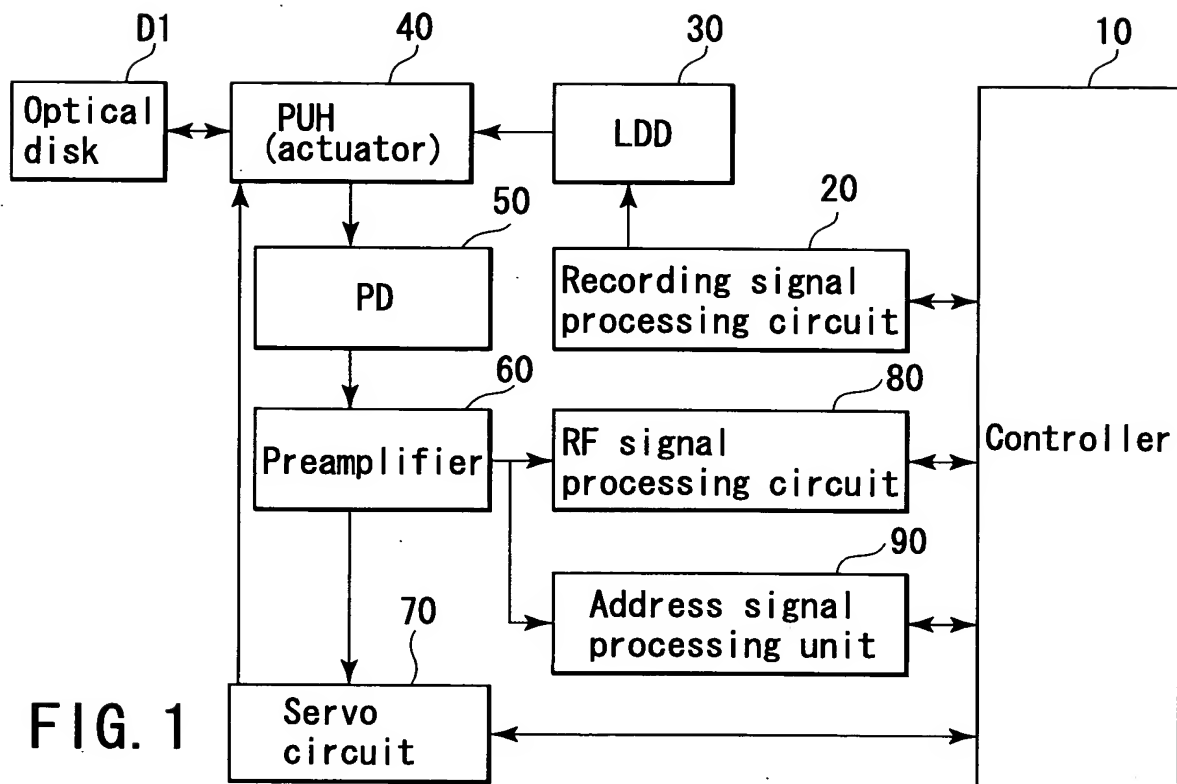 D1
40
30
10
Optical
disk
PUH
(actuator)
LDD
50
20
PD
Recording signal
processing circuit
60
80
Preamplifier
RF signal
processing circuit
Controller
90
70
Address signal
processing unit
Servo
circuit
FIG. 1